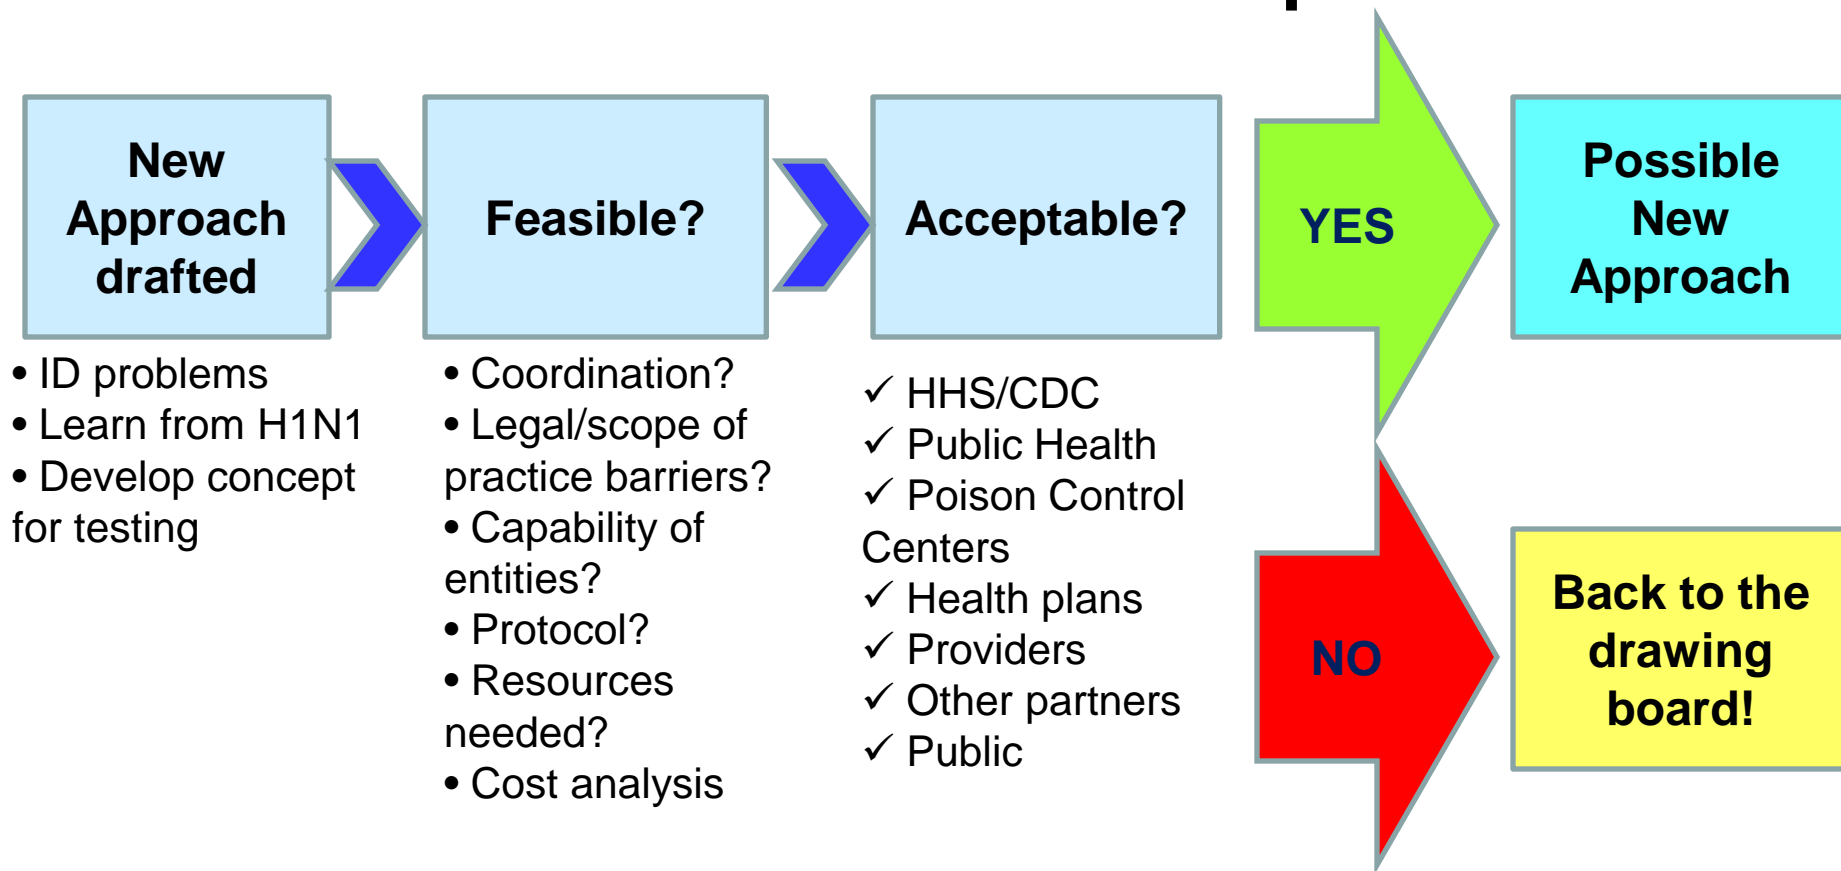 New
Approach
drafted
• ID problems
• Learn from H1N1
• Develop concept
for testing
Feasible?
• Coordination?
• Legal/scope of
practice barriers?
• Capability of
entities?
• Protocol?
• Resources
needed?
• Cost analysis
Acceptable?
✓ HHS/CDC
✓ Public Health
✓ Poison Control
Centers
✓ Health plans
✓ Providers
✓ Other partners
✓ Public
YES
Possible
New
Approach
NO
Back to the
drawing
board!